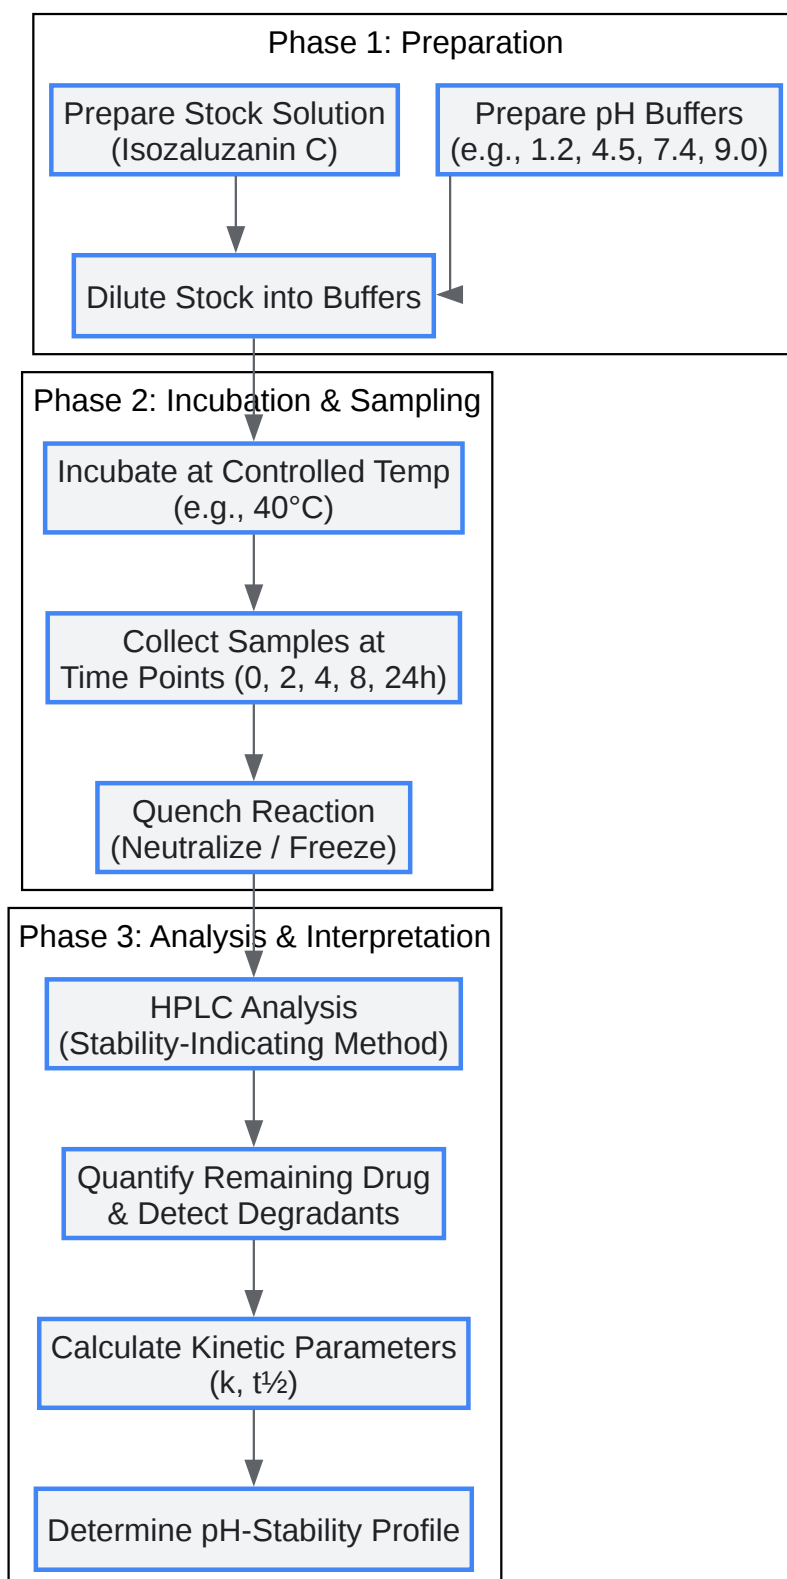 Phase 1: Preparation
Prepare Stock Solution
(Isozaluzanin C)
Prepare pH Buffers
(e.g., 1.2, 4.5, 7.4, 9.0)
Dilute Stock into Buffers
Phase 2: Incubation & Sampling
Incubate at Controlled Temp
(e.g., 40°C)
Collect Samples at
Time Points (0, 2, 4, 8, 24h)
Quench Reaction
(Neutralize / Freeze)
Phase 3: Analysis & Interpretation
HPLC Analysis
(Stability-Indicating Method)
Quantify Remaining Drug
& Detect Degradants
Calculate Kinetic Parameters
(k, t½)
Determine pH-Stability Profile